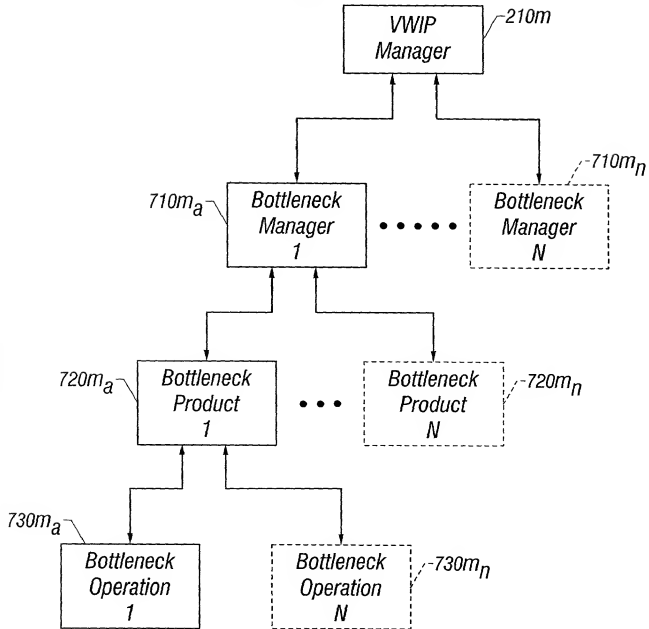 VWIP
Manager
210m
710mₐ
Bottleneck
Manager
1
Bottleneck
Manager
N
710mₙ
720mₐ
Bottleneck
Product
1
Bottleneck
Product
N
720mₙ
730mₐ
Bottleneck
Operation
1
Bottleneck
Operation
N
730mₙ